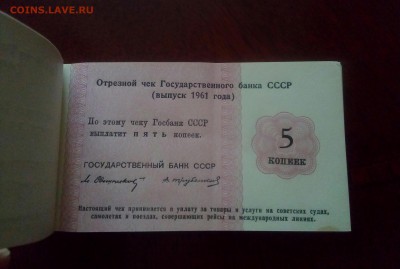 COINS.LAVE.RU
Отрезной чек Государственного банка СССР
(выпуск 1961 года)
По этому чеку Госбанк СССР
выплатит пять копеек.
5
КОПЕЕК
ГОСУДАРСТВЕННЫЙ БАНК СССР
Настоящий чек принимается в уплату за товары и услуги на советских судах,
самолетах и поездах, совершающих рейсы на международных линиях.